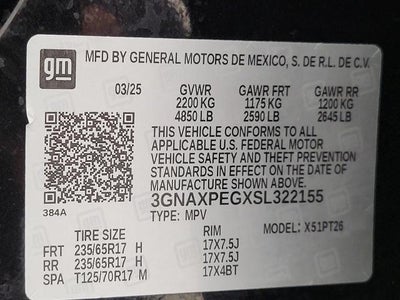 gm
MFD BY GENERAL MOTORS DE MEXICO, S. DE R.L. DE C.V.
03/25 GVWR GAWR FRT GAWR RR
2200 KG 1175 KG 1200 KG
4850 LB 2590 LB 2645 LB
THIS VEHICLE CONFORMS TO ALL
APPLICABLE U.S. FEDERAL MOTOR
VEHICLE SAFETY AND THEFT PREVENTION
STANDARDS IN EFFECT ON THE DATE OF
MANUFACTURE SHOWN ABOVE.
3GNAXPEGXSL322155
384A TYPE: MPV MODEL: X51PT26
TIRE SIZE RIM
FRT 235/65R17 H 17X7.5J
RR 235/65R17 H 17X7.5J
SPA T125/70R17 M 17X4BT